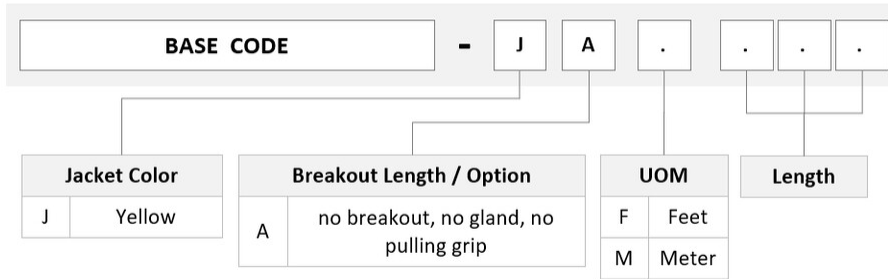 BASE CODE - J A . . . .
Jacket Color
J Yellow
Breakout Length / Option
A no breakout, no gland, no
pulling grip
UOM
F Feet
M Meter
Length